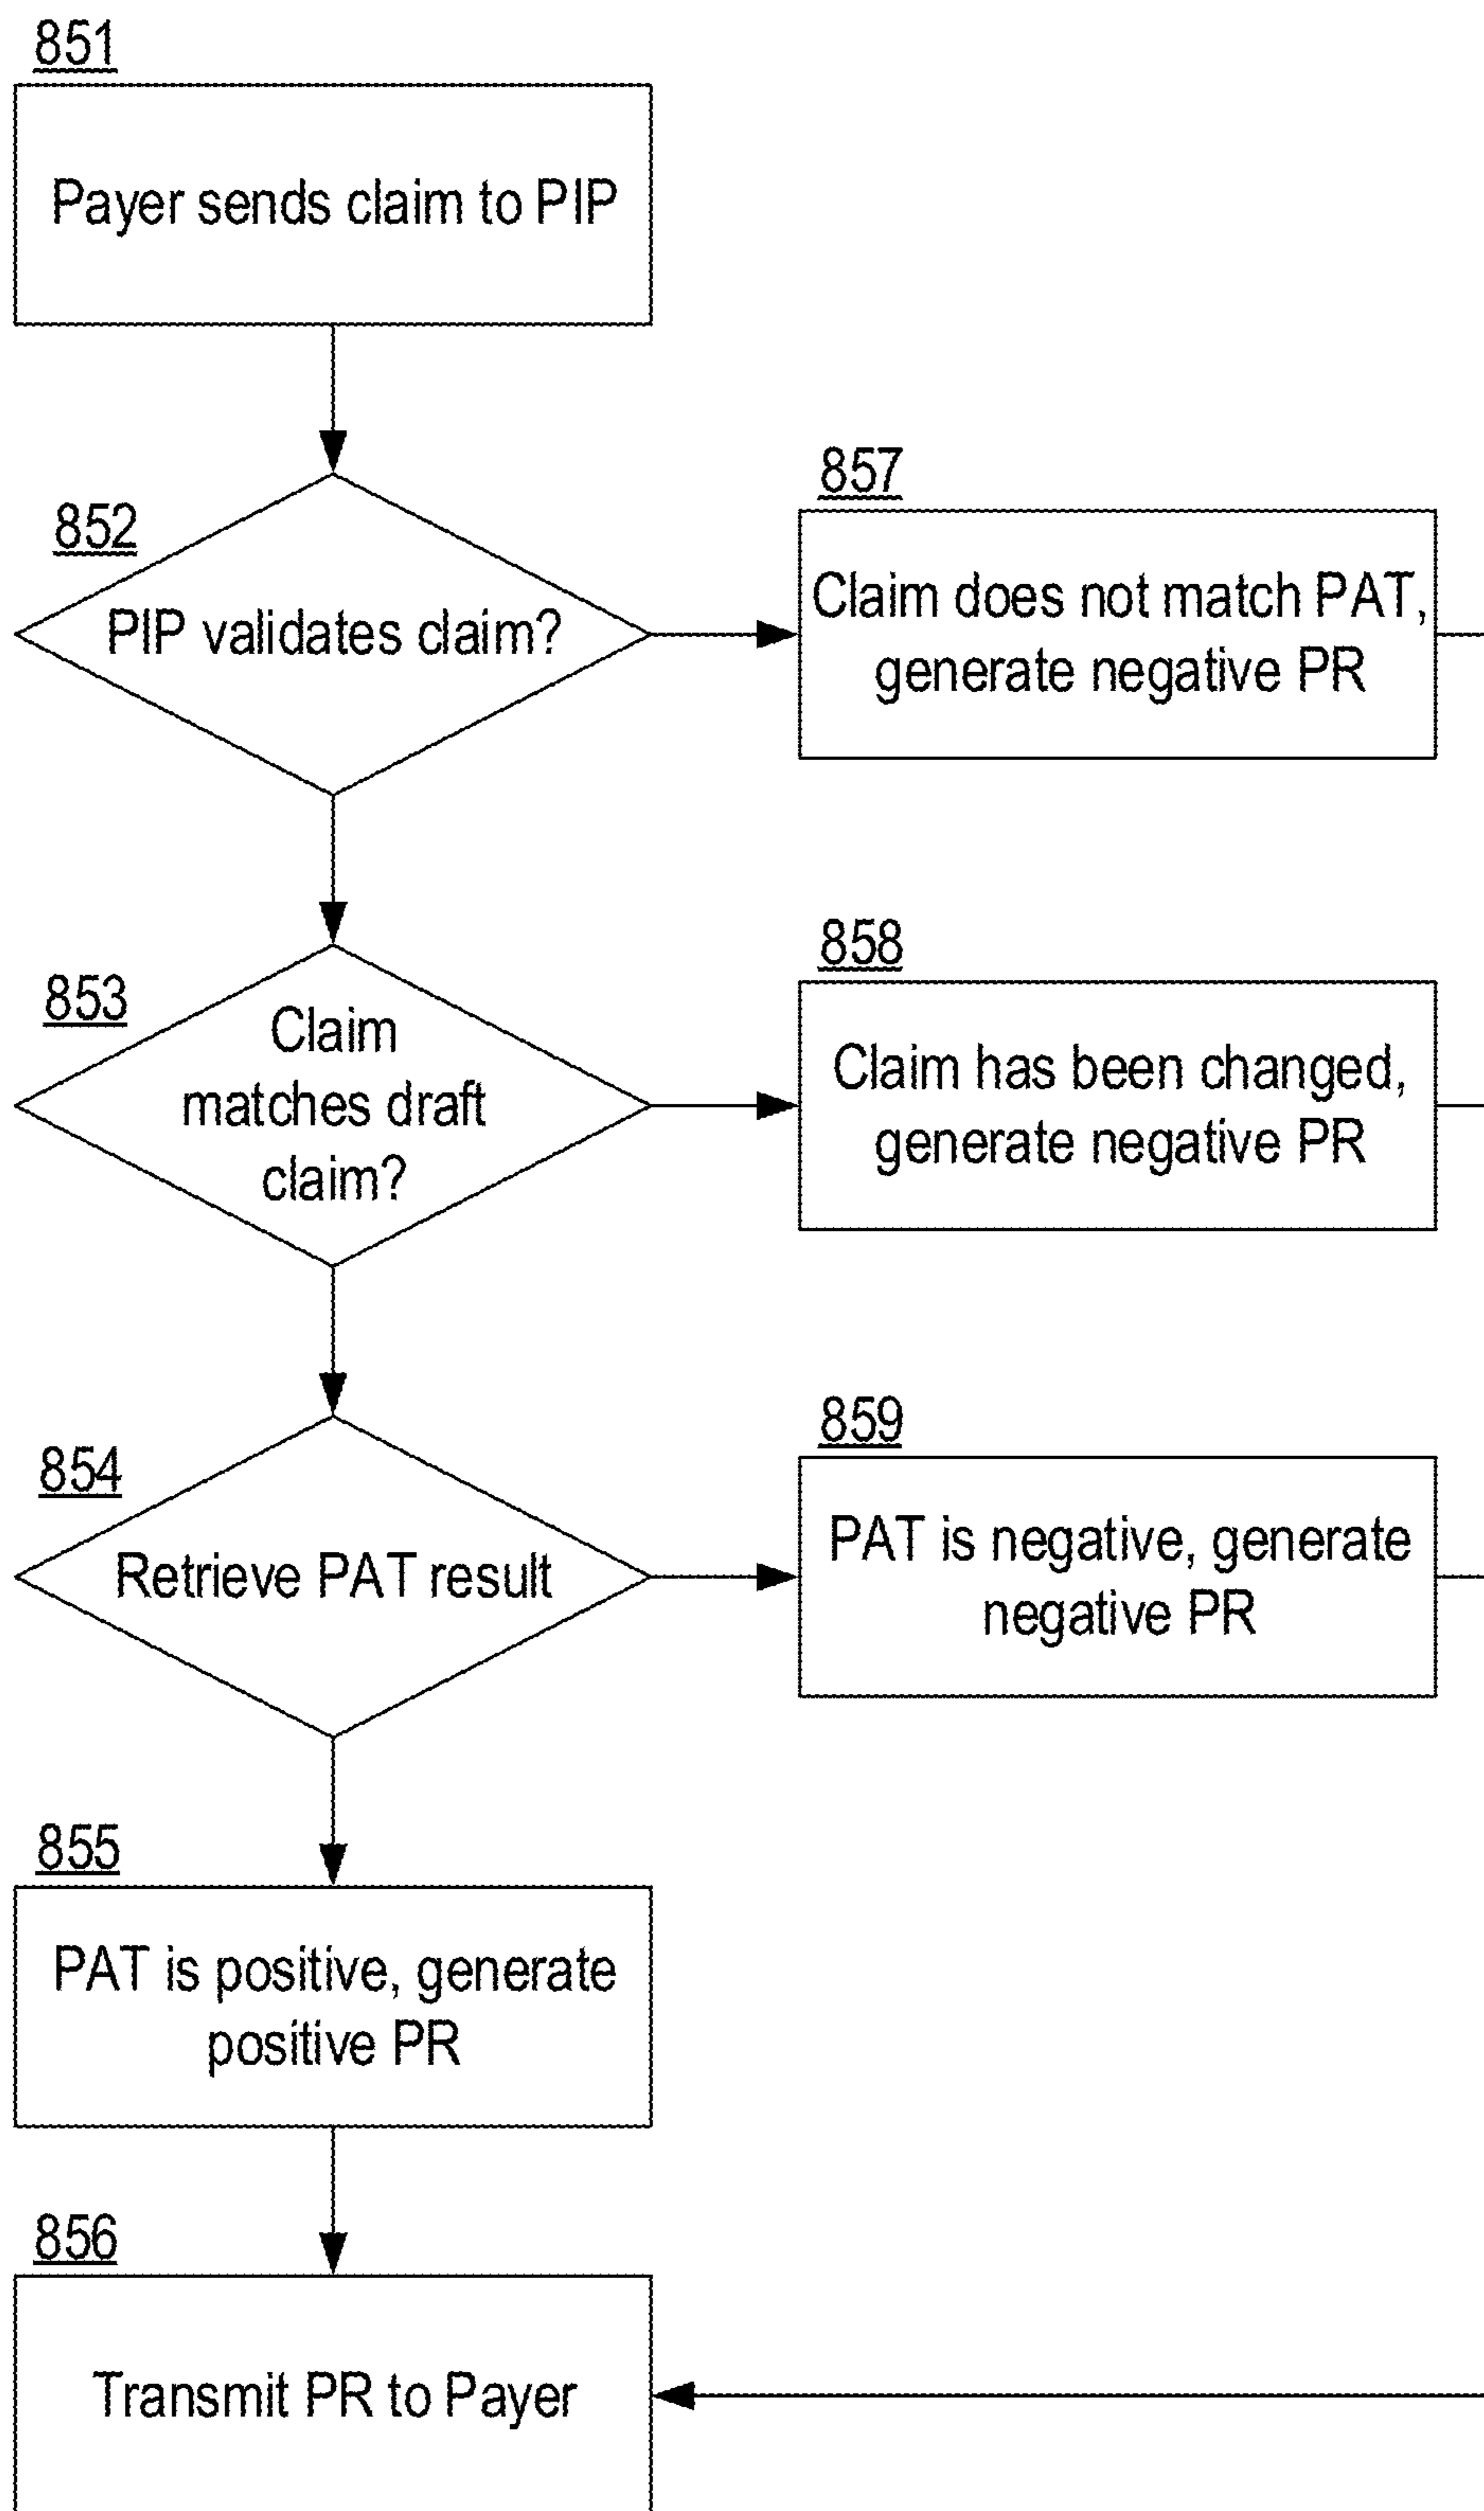 851
Payer sends claim to PIP
852
PIP validates claim?
857
Claim does not match PAT,
generate negative PR
853
Claim
matches draft
claim?
858
Claim has been changed,
generate negative PR
854
Retrieve PAT result
859
PAT is negative, generate
negative PR
855
PAT is positive, generate
positive PR
856
Transmit PR to Payer